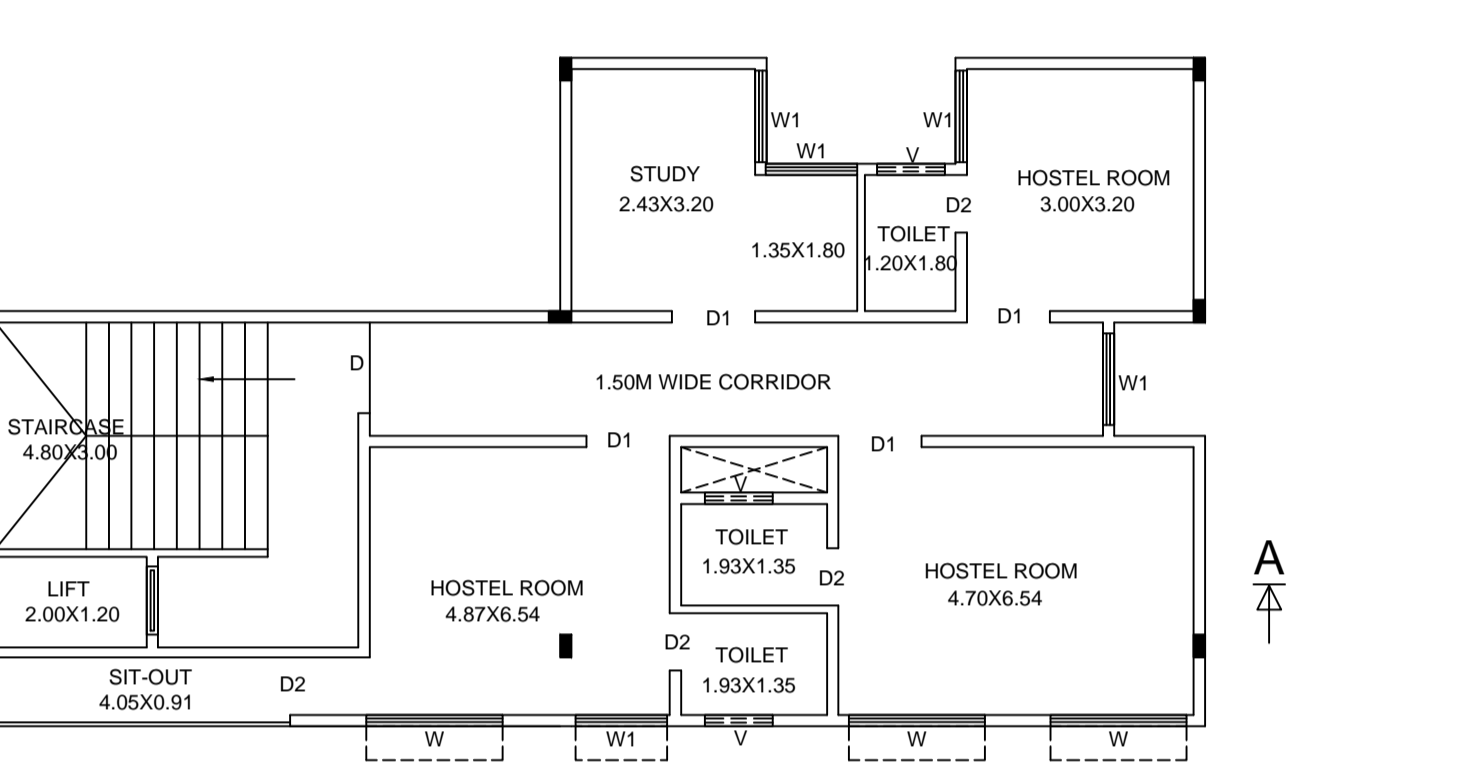 W1
W1
W1
V
STUDY
2.43X3.20
HOSTEL ROOM
3.00X3.20
D2
TOILET
1.20X1.80
1.35X1.80
D1
D1
D
1.50M WIDE CORRIDOR
W1
STAIRCASE
4.80X3.00
D1
D1
V
TOILET
1.93X1.35
D2
HOSTEL ROOM
4.70X6.54
A
LIFT
2.00X1.20
HOSTEL ROOM
4.87X6.54
D2
TOILET
1.93X1.35
SIT-OUT
4.05X0.91
D2
W
W1
V
W
W